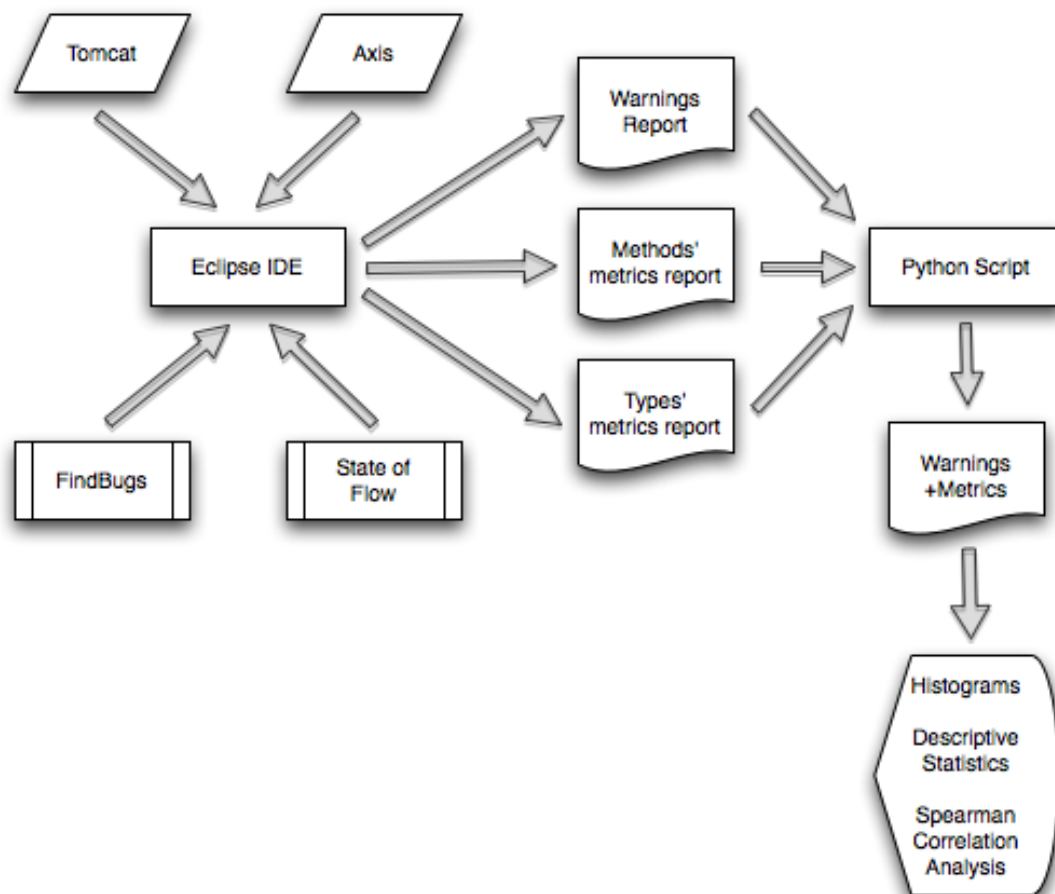 Tomcat
Axis
Warnings
Report
Eclipse IDE
Methods'
metrics report
Python Script
Types'
metrics report
FindBugs
State of
Flow
Warnings
+Metrics
Histograms
Descriptive
Statistics
Spearman
Correlation
Analysis